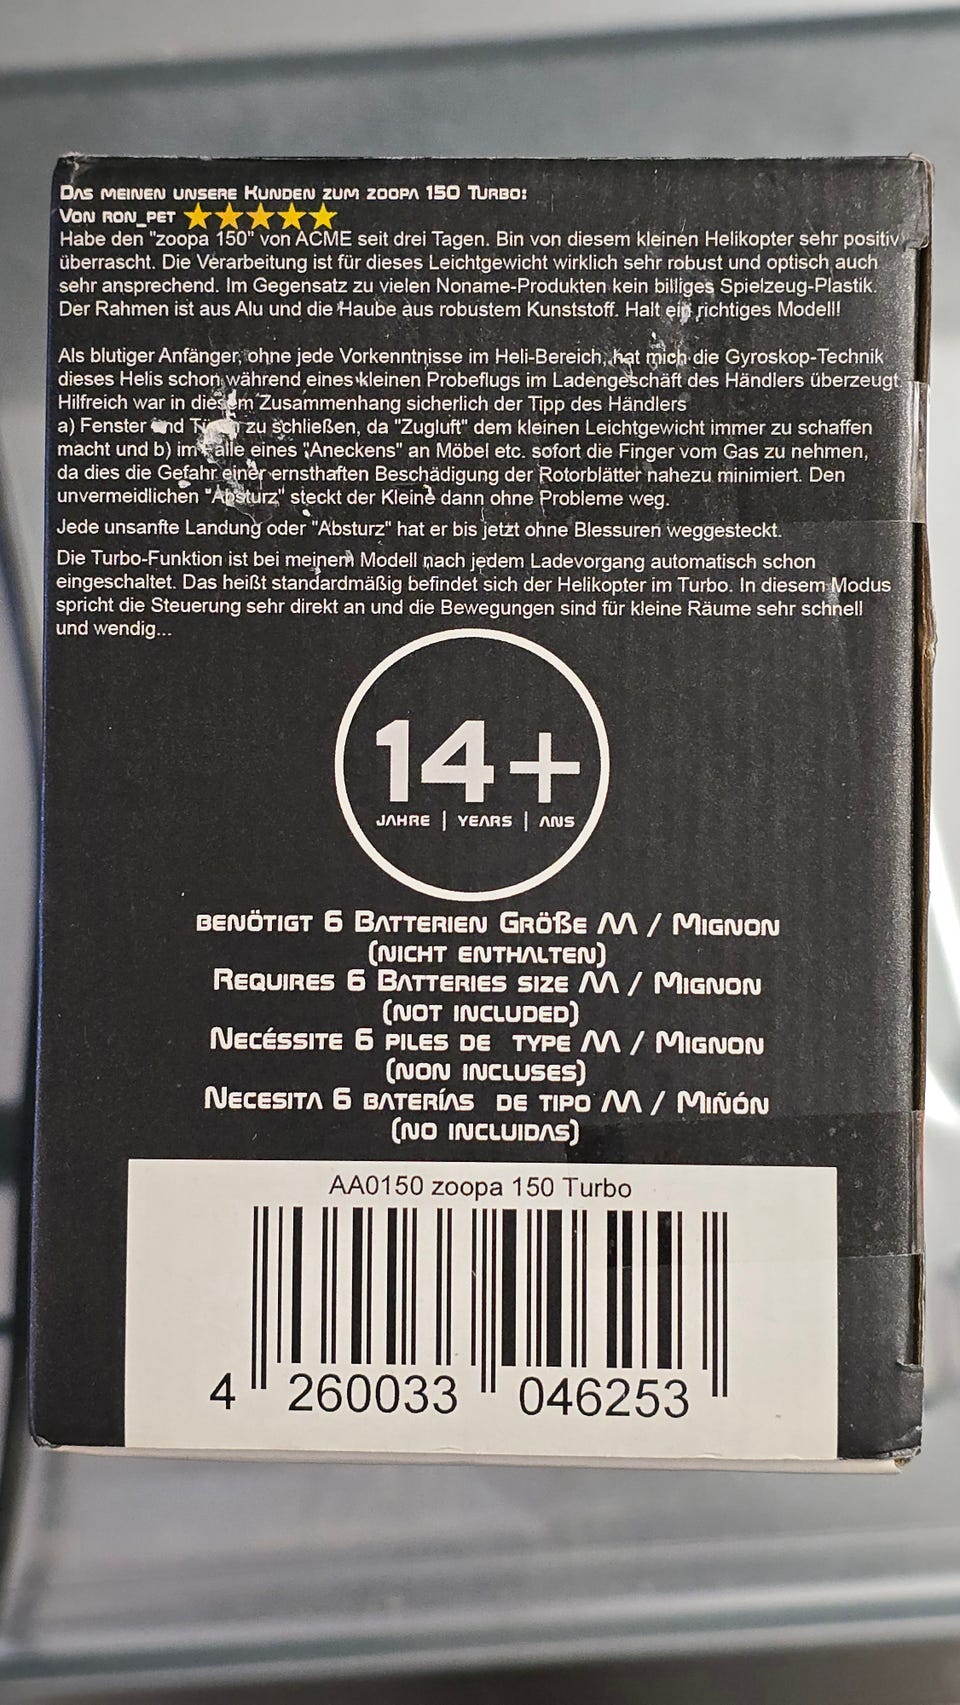 Das meinen unsere Kunden zum zoopa 150 Turbo:
Von ron_pet ★★★★★
Habe den "zoopa 150" von ACME seit drei Tagen. Bin von diesem kleinen Helikopter sehr positiv
überrascht. Die Verarbeitung ist für dieses Leichtgewicht wirklich sehr robust und optisch auch
sehr ansprechend. Im Gegensatz zu vielen Noname-Produkten kein billiges Spielzeug-Plastik.
Der Rahmen ist aus Alu und die Haube aus robustem Kunststoff. Halt ein richtiges Modell!
Als blutiger Anfänger, ohne jede Vorkenntnisse im Heli-Bereich, hat mich die Gyroskop-Technik
dieses Helis schon während eines kleinen Probeflugs im Ladengeschäft des Händlers überzeugt.
Hilfreich war in diesem Zusammenhang sicherlich der Tipp des Händlers
a) Fenster und Türen zu schließen, da "Zugluft" dem kleinen Leichtgewicht immer zu schaffen
macht und b) im Falle eines "Aneckens" an Möbel etc. sofort die Finger vom Gas zu nehmen,
da dies die Gefahr einer ernsthaften Beschädigung der Rotorblätter nahezu minimiert. Den
unvermeidlichen "Absturz" steckt der Kleine dann ohne Probleme weg.
Jede unsanfte Landung oder "Absturz" hat er bis jetzt ohne Blessuren weggesteckt.
Die Turbo-Funktion ist bei meinem Modell nach jedem Ladevorgang automatisch schon
eingeschaltet. Das heißt standardmäßig befindet sich der Helikopter im Turbo. In diesem Modus
spricht die Steuerung sehr direkt an und die Bewegungen sind für kleine Räume sehr schnell
und wendig...
14+
JAHRE | YEARS | ANS
benötigt 6 Batterien Größe AA / Mignon
(nicht enthalten)
Requires 6 Batteries size AA / Mignon
(not included)
Necéssite 6 piles de type AA / Mignon
(non incluses)
Necesita 6 baterías de tipo AA / Miñón
(no incluidas)
AA0150 zoopa 150 Turbo
4 260033 046253